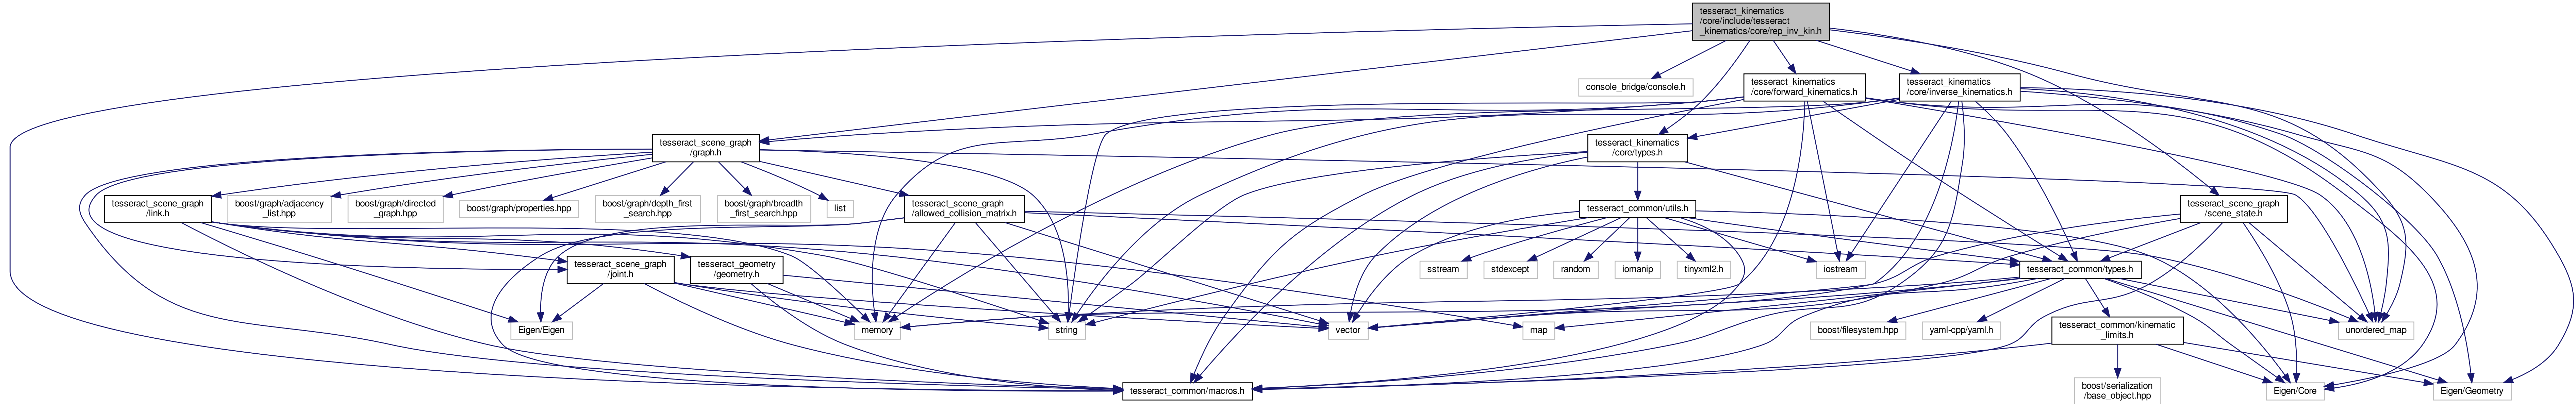 tesseract_kinematics
/core/include/tesseract
_kinematics/core/rep_inv_kin.h
console_bridge/console.h
tesseract_kinematics
/core/forward_kinematics.h
tesseract_kinematics
/core/inverse_kinematics.h
tesseract_scene_graph
/graph.h
tesseract_kinematics
/core/types.h
tesseract_scene_graph
/link.h
boost/graph/adjacency
_list.hpp
boost/graph/directed
_graph.hpp
boost/graph/properties.hpp
boost/graph/depth_first
_search.hpp
boost/graph/breadth
_first_search.hpp
list
tesseract_scene_graph
/allowed_collision_matrix.h
tesseract_common/utils.h
tesseract_scene_graph
/scene_state.h
tesseract_scene_graph
/joint.h
tesseract_geometry
/geometry.h
sstream
stdexcept
random
iomanip
tinyxml2.h
iostream
tesseract_common/types.h
Eigen/Eigen
memory
string
vector
map
boost/filesystem.hpp
yaml-cpp/yaml.h
tesseract_common/kinematic
_limits.h
unordered_map
tesseract_common/macros.h
boost/serialization
/base_object.hpp
Eigen/Core
Eigen/Geometry